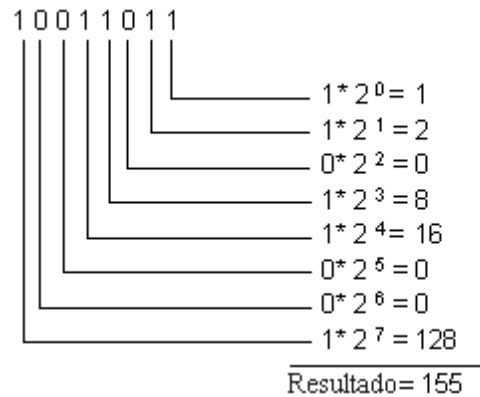 1 0 0 1 1 0 1 1
1* 2⁰= 1
1* 2¹ = 2
0* 2² = 0
1* 2³ = 8
1* 2⁴= 16
0* 2⁵ = 0
0* 2⁶ = 0
1* 2⁷ = 128
Resultado= 155